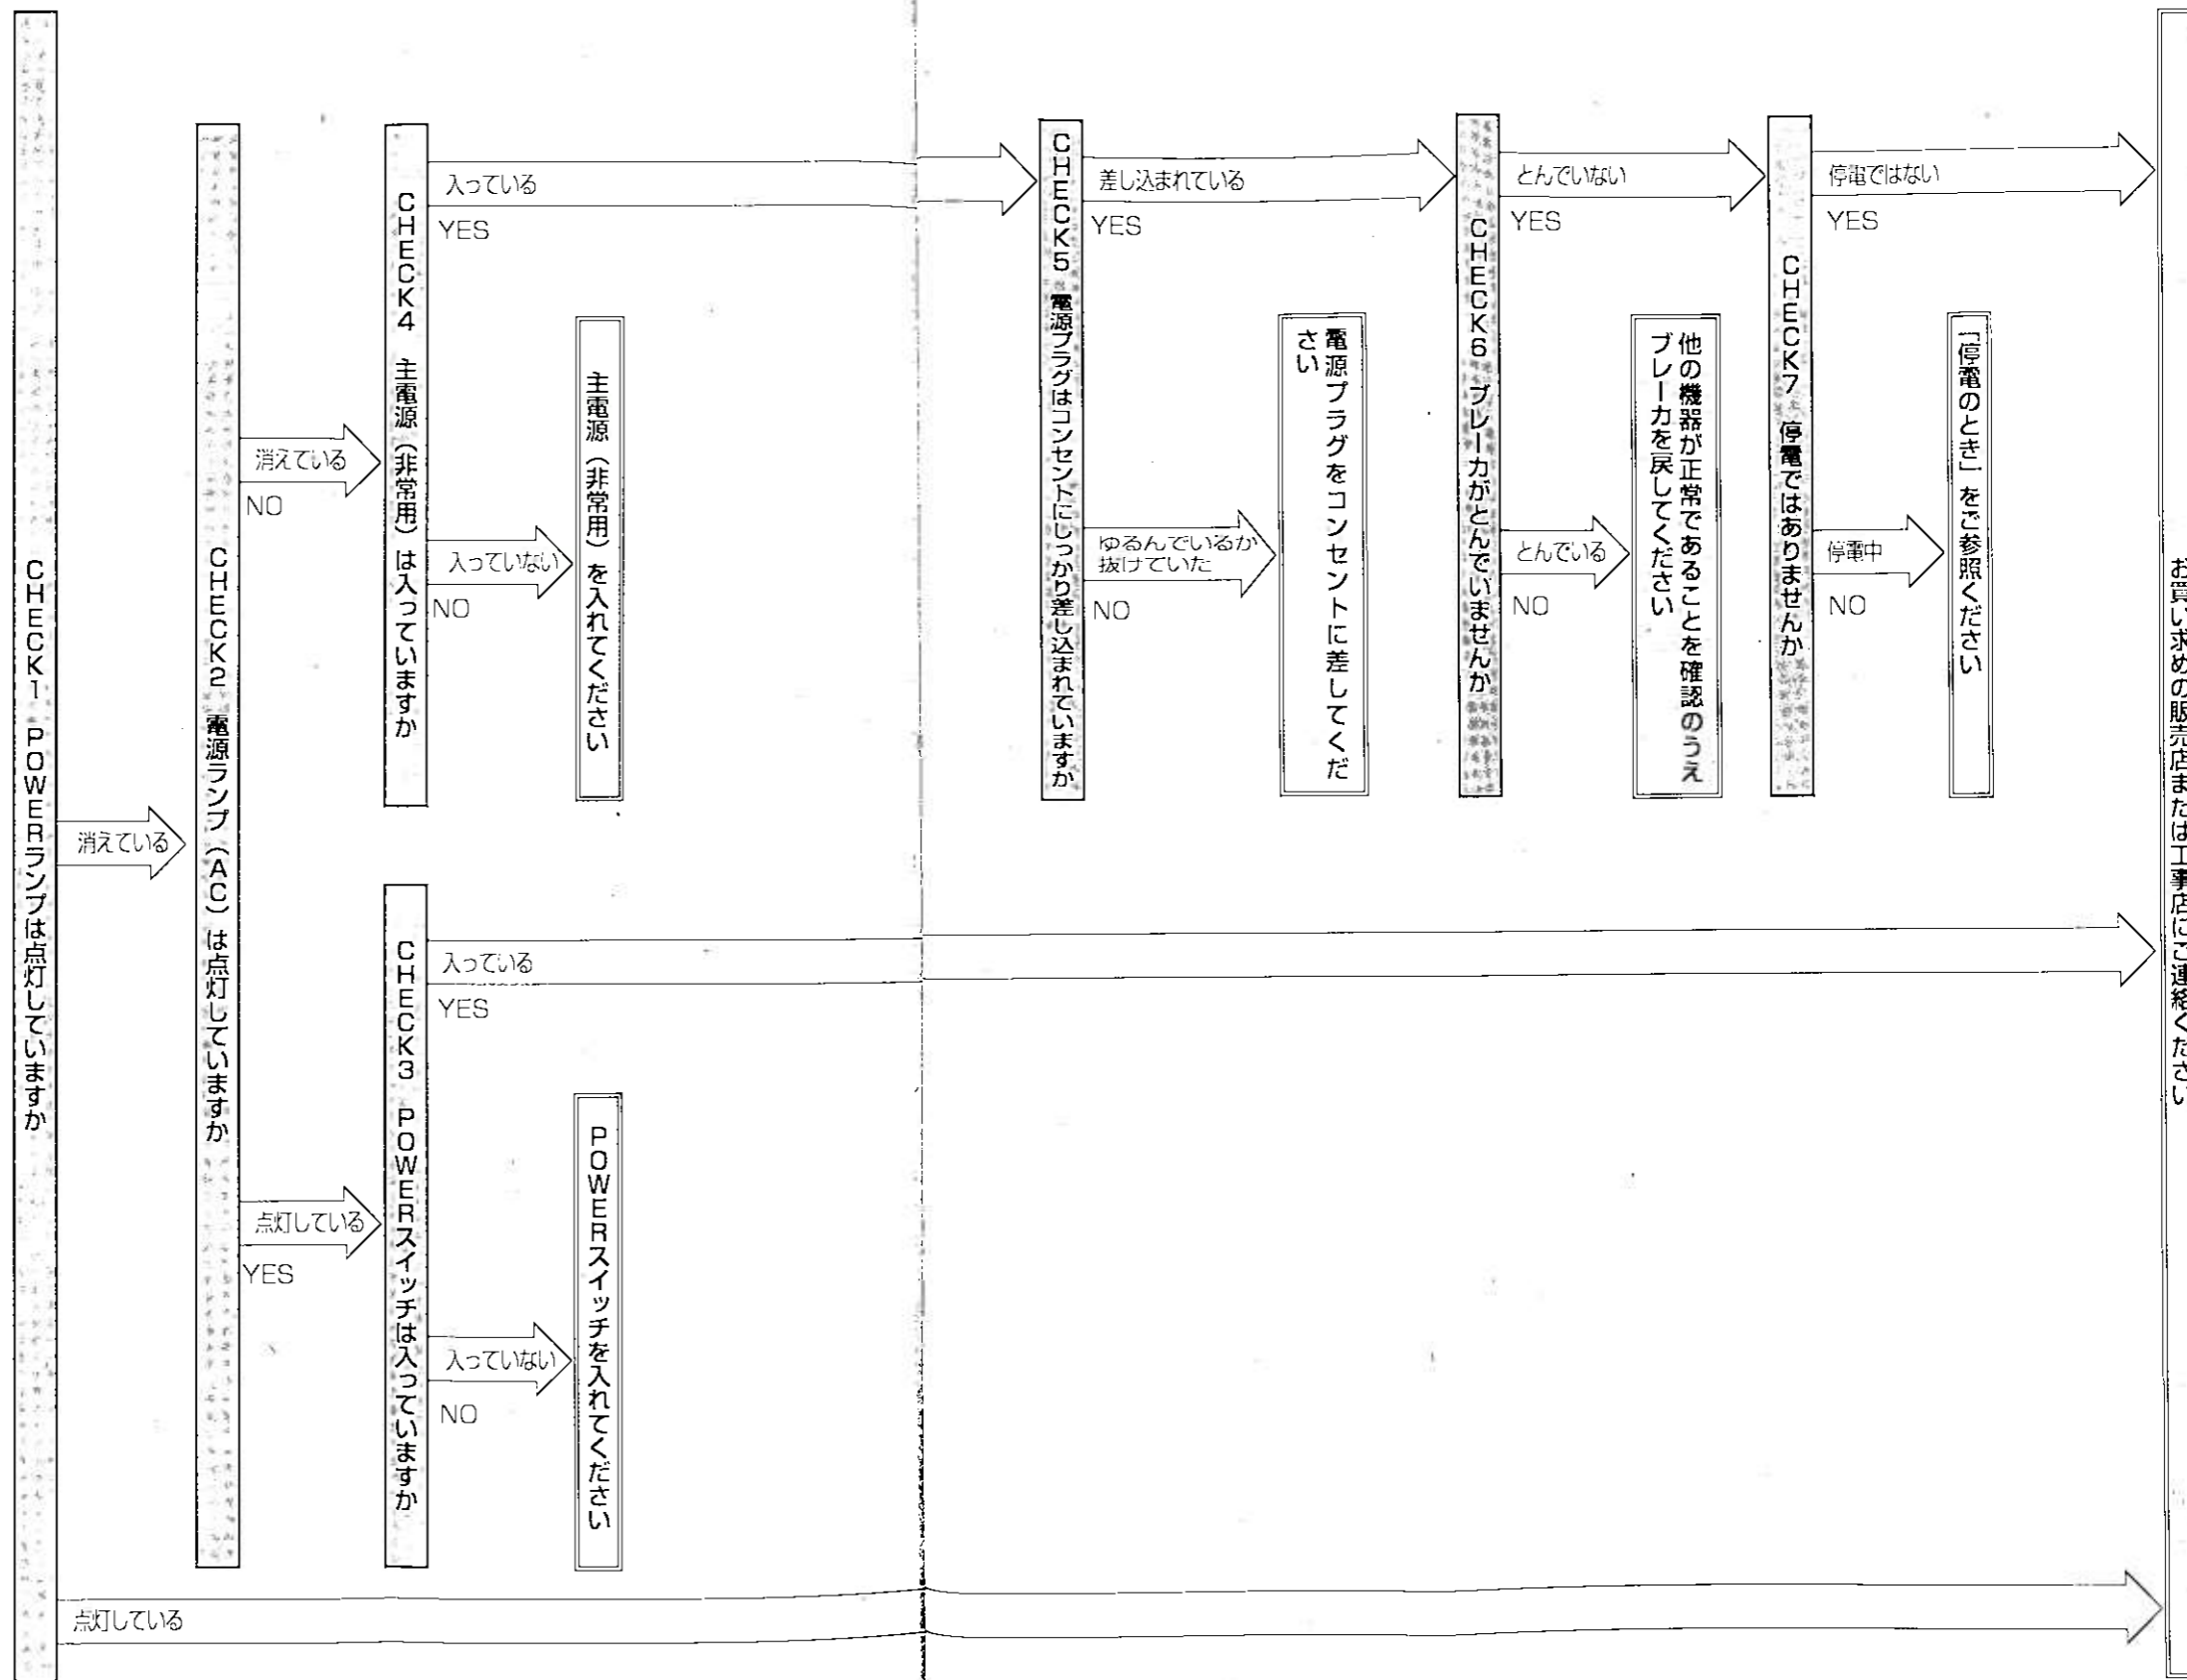 CHECK1 POWERランプは点灯していますか
消えている
点灯している
CHECK2 電源ランプ（AC）は点灯していますか
消えている
NO
点灯している
YES
CHECK4 主電源（非常用）は入っていますか
入っている
YES
入っていない
NO
主電源（非常用）を入れてください
CHECK3 POWERスイッチは入っていますか
入っている
YES
入っていない
NO
POWERスイッチを入れてください
CHECK5 電源プラグはコンセントにしっかり差し込まれていますか
差し込まれている
YES
ゆるんでいるか
抜けていた
NO
電源プラグをコンセントに差してくだ
さい
CHECK6 ブレーカがとんでいませんか
とんでいない
YES
とんでいる
NO
他の機器が正常であることを確認のうえ
ブレーカを戻してください
CHECK7 停電ではありませんか
停電ではない
YES
停電中
NO
「停電のとき」をご参照ください
お買い求めの販売店または工事店にご連絡ください